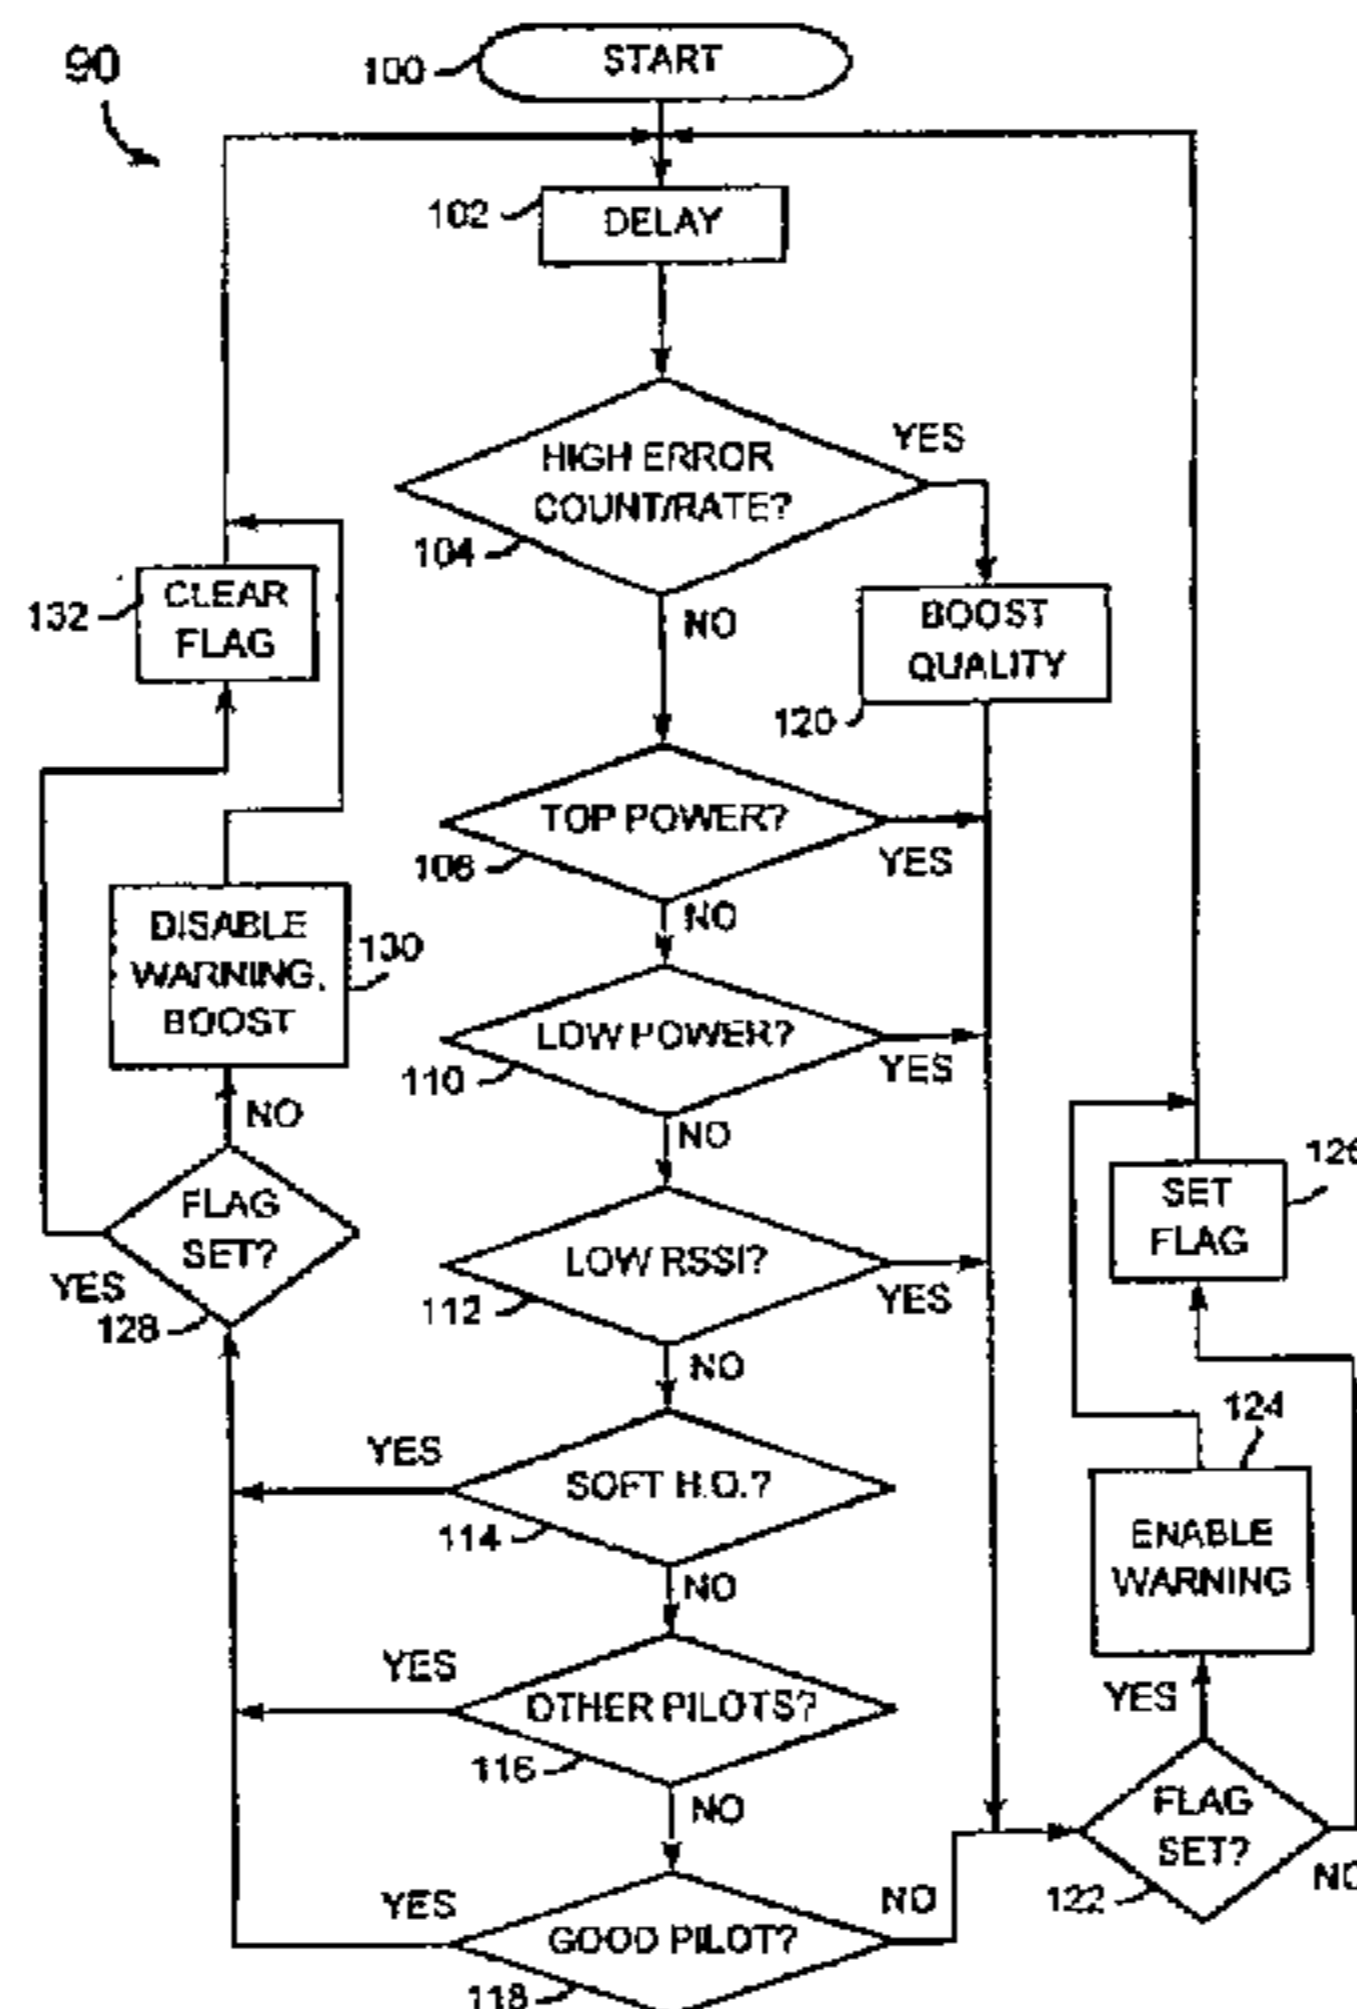 90
100
START
102
DELAY
HIGH ERROR
COUNT/RATE?
YES
104
NO
CLEAR
FLAG
132
BOOST
QUALITY
120
TOP POWER?
YES
NO
DISABLE
WARNING,
BOOST
130
LOW POWER?
110
YES
NO
NO
FLAG
SET?
YES
128
LOW RSSI?
112
YES
NO
SET
FLAG
126
SOFT H.O.?
YES
114
NO
124
ENABLE
WARNING
OTHER PILOTS?
YES
116
NO
YES
FLAG
SET?
122
NO
GOOD PILOT?
YES
NO
118